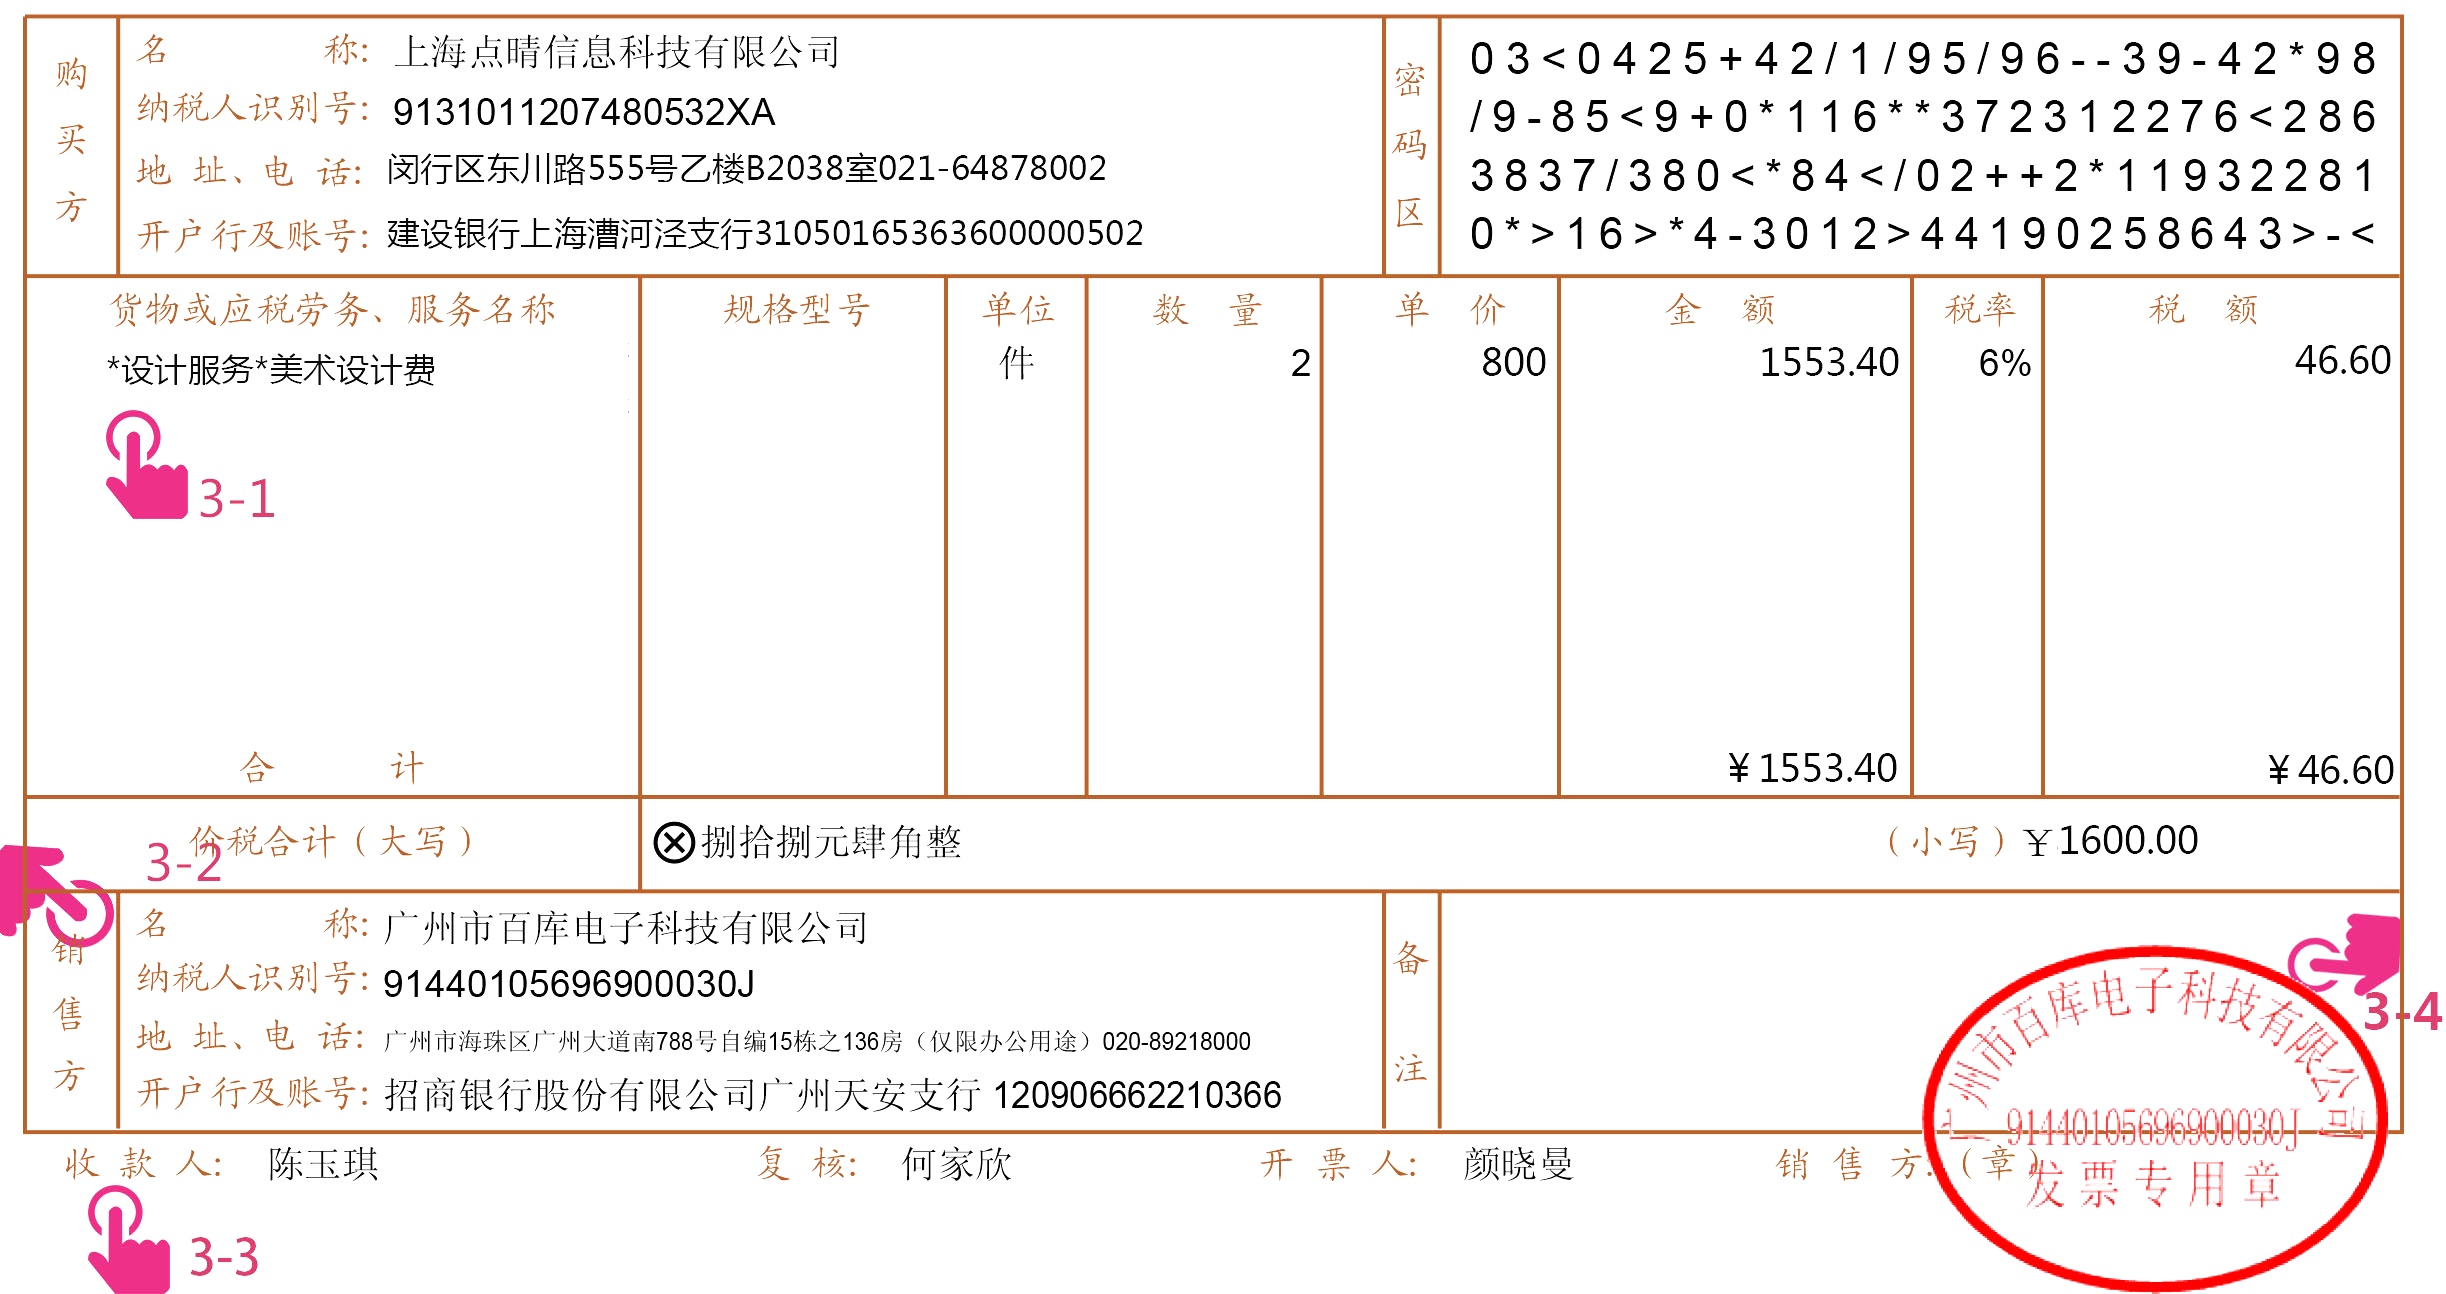 购买方
名 称: 上海点晴信息科技有限公司
纳税人识别号: 9131011207480532XA
地 址、电 话: 闵行区东川路555号乙楼B2038室021-64878002
开户行及账号: 建设银行上海漕河泾支行31050165363600000502
密码区
03<0425+42/1/95/96--39-42*98
/9-85<9+0*116**372312276<286
3837/380<*84</02++2*11932281
0*>16>*4-3012>44190258643>-<
货物或应税劳务、服务名称 规格型号 单位 数 量 单 价 金 额 税率 税 额
*设计服务*美术设计费 件 2 800 1553.40 6% 46.60
3-1
合 计 ¥1553.40 ¥46.60
价税合计（大写） ⊗捌拾捌元肆角整 （小写）¥1600.00
3-2
销售方
名 称: 广州市百库电子科技有限公司
纳税人识别号: 91440105696900030J
地 址、电 话: 广州市海珠区广州大道南788号自编15栋之136房（仅限办公用途）020-89218000
开户行及账号: 招商银行股份有限公司广州天安支行 120906662210366
备注
3-4
广州市百库电子科技有限公司
91440105696900030J
发票专用章
收 款 人: 陈玉琪 复 核: 何家欣 开 票 人: 颜晓曼 销 售 方:（章）
3-3